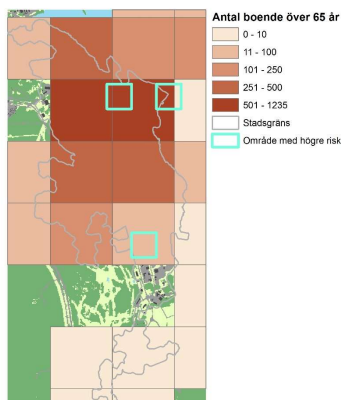 Antal boende över 65 år
0 - 10
11 - 100
101 - 250
251 - 500
501 - 1235
Stadsgräns
Område med högre risk